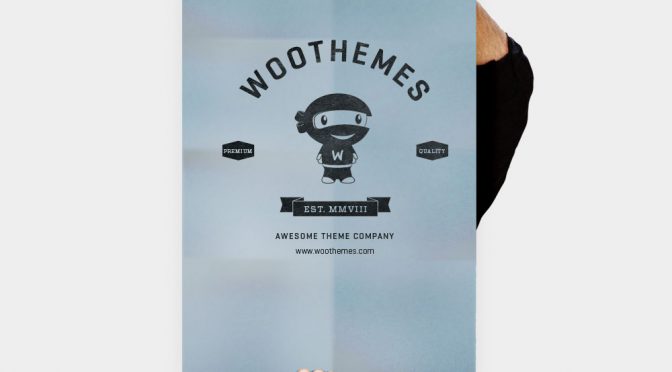 WOOTHEMES
PREMIUM
W
QUALITY
EST. MMVIII
AWESOME THEME COMPANY
www.woothemes.com